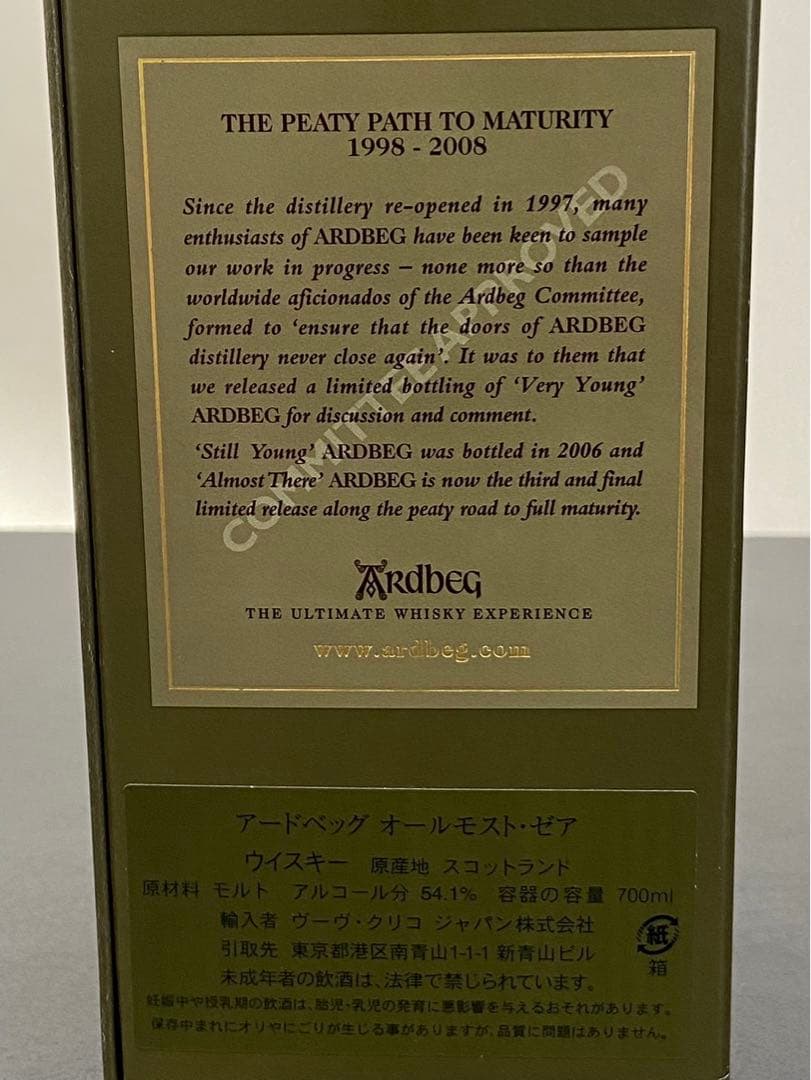 THE PEATY PATH TO MATURITY
1998 - 2008
Since the distillery re-opened in 1997, many
enthusiasts of ARDBEG have been keen to sample
our work in progress – none more so than the
worldwide aficionados of the Ardbeg Committee,
formed to ‘ensure that the doors of ARDBEG
distillery never close again’. It was to them that
we released a limited bottling of ‘Very Young’
ARDBEG for discussion and comment.
‘Still Young’ ARDBEG was bottled in 2006 and
‘Almost There’ ARDBEG is now the third and final
limited release along the peaty road to full maturity.
COMMITTEE APPROVED
ARDBEG
THE ULTIMATE WHISKY EXPERIENCE
www.ardbeg.com
アードベッグ オールモスト・ゼア
ウイスキー 原産地 スコットランド
原材料 モルト アルコール分 54.1% 容器の容量 700ml
輸入者 ヴーヴ・クリコ ジャパン株式会社
引取先 東京都港区南青山1-1-1 新青山ビル
紙
箱
未成年者の飲酒は、法律で禁じられています。
妊娠中や授乳期の飲酒は、胎児・乳児の発育に悪影響を与えるおそれがあります。
保存中まれにオリやにごりが生じる事がありますが、品質に問題はありません。